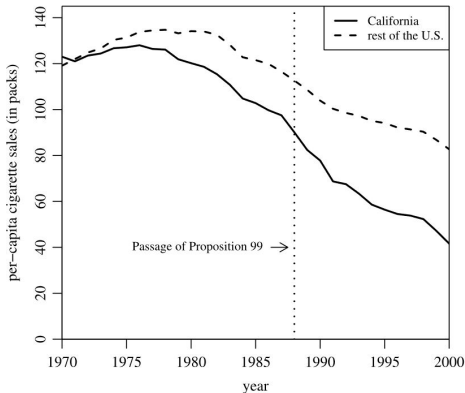 California
rest of the U.S.
per-capita cigarette sales (in packs)
140
120
100
80
60
40
20
0
Passage of Proposition 99
1970 1975 1980 1985 1990 1995 2000
year